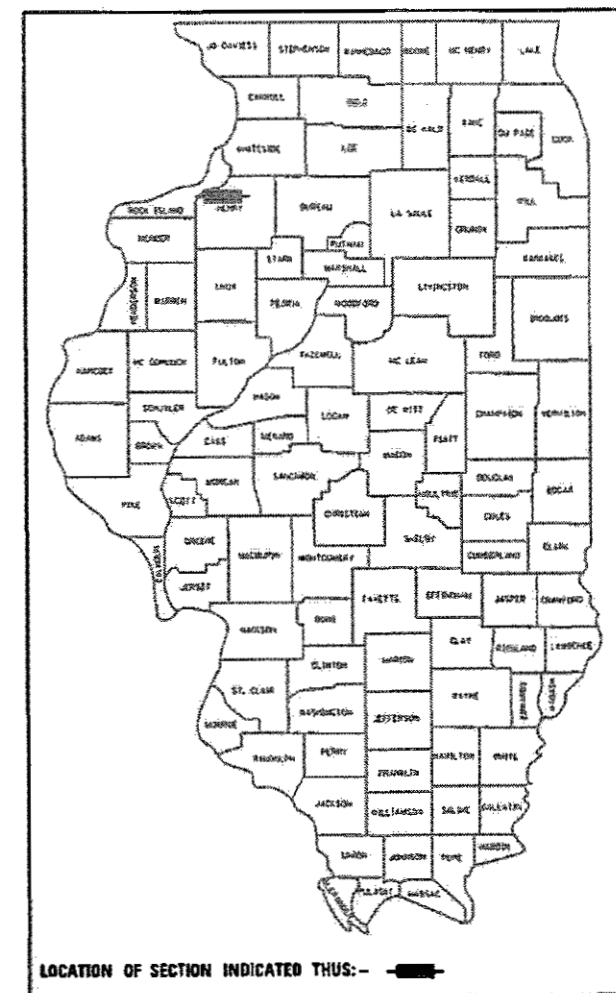 JO-DAVIESS STEPHENSON WINNEBAGO BOONE MC HENRY LAKE
CARROLL OGLE DE KALB KANE DU PAGE COOK
WHITESIDE LEE KENDALL WILL
ROCK ISLAND HENRY BUREAU LA SALLE GRUNDY
MERCER PUTNAM KANKAKEE
STARK MARSHALL
HENDERSON WARREN KNOX PEORIA WOODFORD LIVINGSTON IROQUOIS
HANCOCK MC DONOUGH FULTON TAZEWELL MC LEAN FORD
MASON
SCHUYLER LOGAN DE WITT CHAMPAIGN VERMILION
ADAMS BROWN CASS MENARD MACON PIATT
MORGAN SANGAMON DOUGLAS EDGAR
PIKE SCOTT CHRISTIAN MOULTRIE COLES
GREENE MACOUPIN MONTGOMERY SHELBY CUMBERLAND CLARK
JERSEY
FAYETTE EFFINGHAM JASPER CRAWFORD
MADISON BOND
CLAY RICHLAND LAWRENCE
CLINTON MARION
ST. CLAIR WAYNE
WASHINGTON JEFFERSON
MONROE
RANDOLPH PERRY HAMILTON WHITE
FRANKLIN
JACKSON WILLIAMSON SALINE GALLATIN
UNION JOHNSON POPE HARDIN
PULASKI MASSAC
LOCATION OF SECTION INDICATED THUS:-